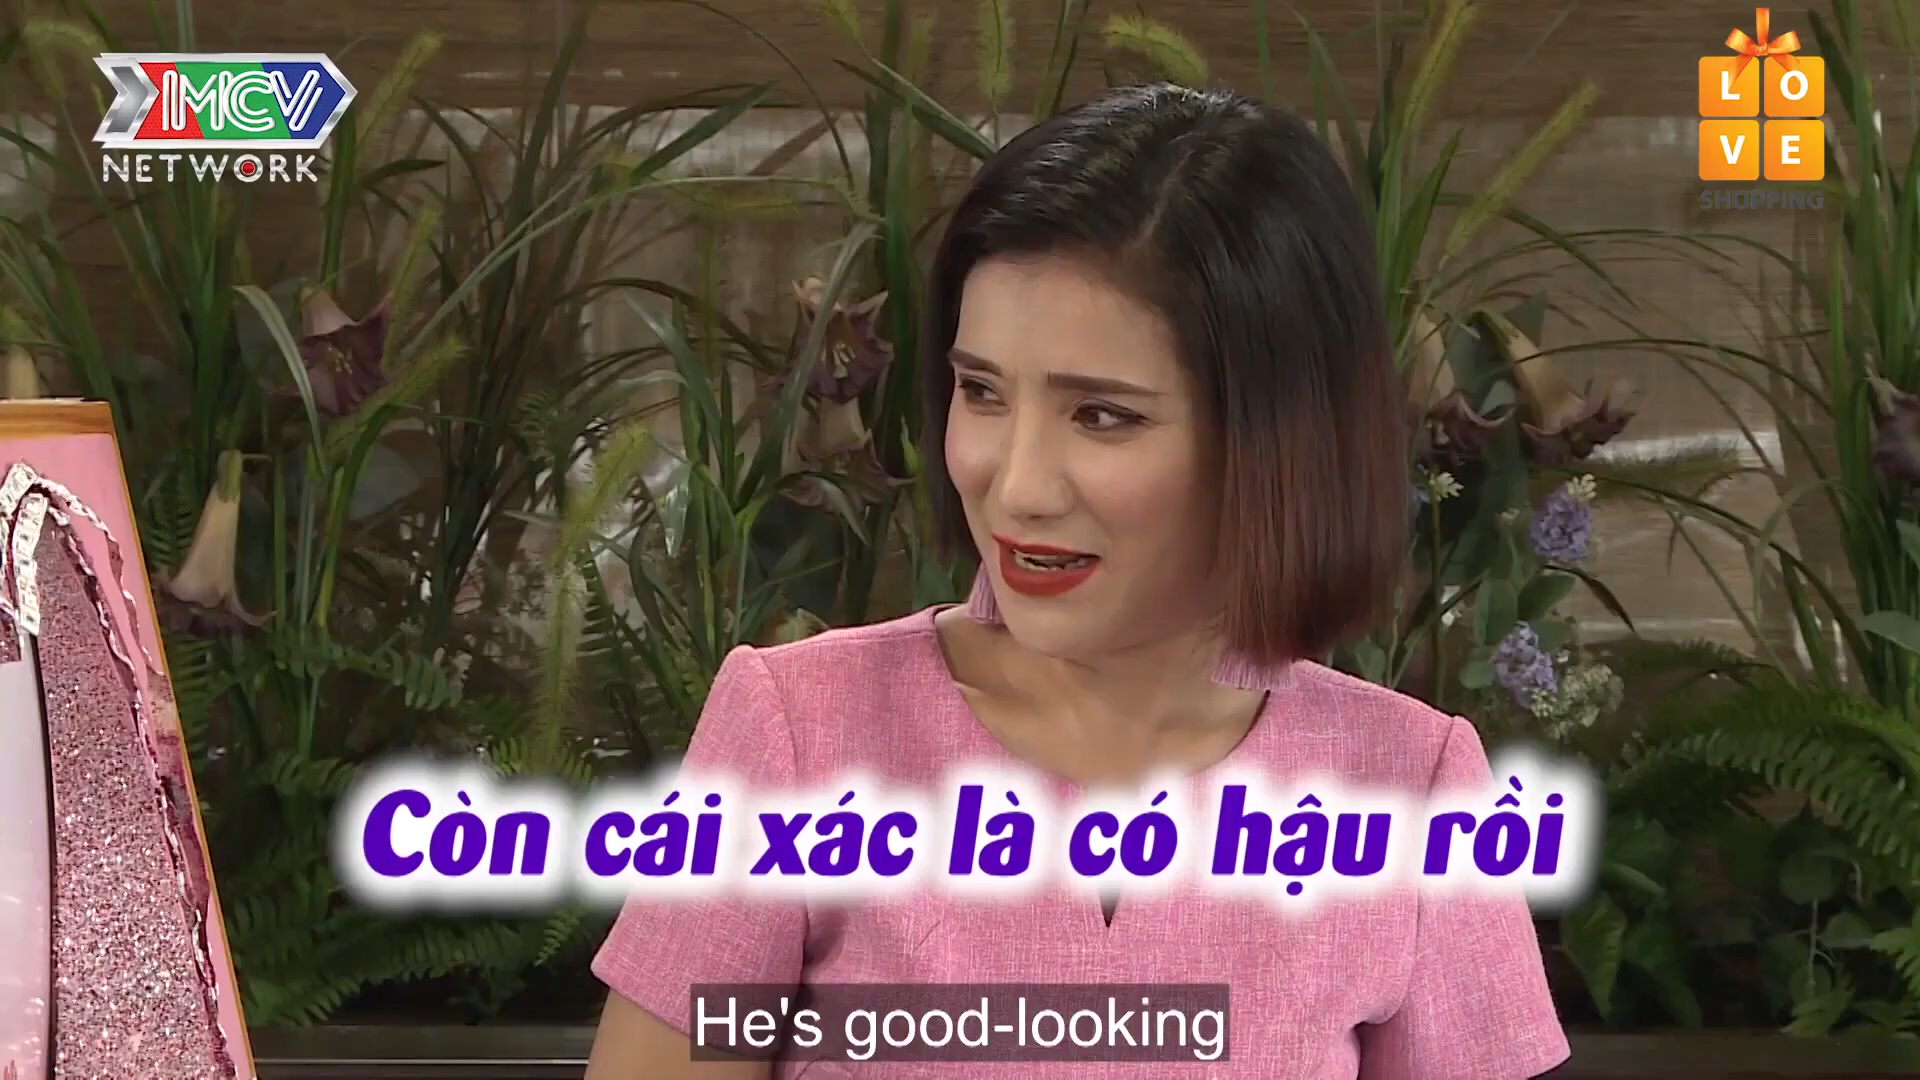 MCV
NETWORK
L O
V E
SHOPPING
Còn cái xác là có hậu rồi
He's good-looking